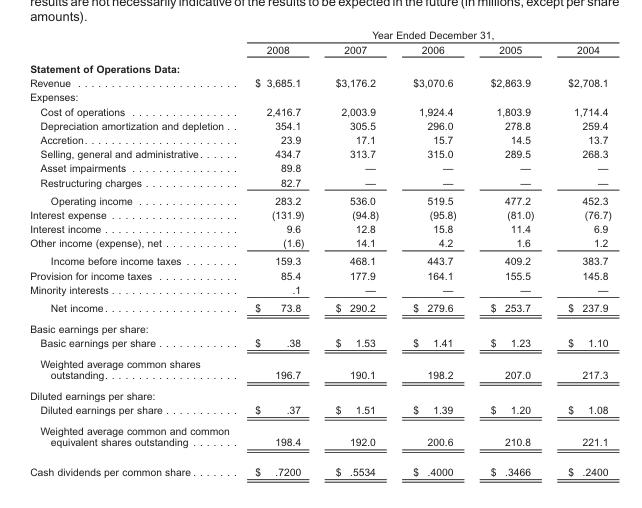 results are not necessarily indicative of the results to be expected in the future (in millions, except per share
amounts).
Year Ended December 31,
2008 2007 2006 2005 2004
Statement of Operations Data:
Revenue . . . . . . . . . . . . . . . . . . . . . . . . $ 3,685.1 $3,176.2 $3,070.6 $2,863.9 $2,708.1
Expenses:
Cost of operations . . . . . . . . . . . . . . . . 2,416.7 2,003.9 1,924.4 1,803.9 1,714.4
Depreciation amortization and depletion . . 354.1 305.5 296.0 278.8 259.4
Accretion. . . . . . . . . . . . . . . . . . . . . . . 23.9 17.1 15.7 14.5 13.7
Selling, general and administrative. . . . . . 434.7 313.7 315.0 289.5 268.3
Asset impairments . . . . . . . . . . . . . . . . 89.8 — — — —
Restructuring charges . . . . . . . . . . . . . . 82.7 — — — —
Operating income . . . . . . . . . . . . . . . 283.2 536.0 519.5 477.2 452.3
Interest expense . . . . . . . . . . . . . . . . . . (131.9) (94.8) (95.8) (81.0) (76.7)
Interest income . . . . . . . . . . . . . . . . . . . 9.6 12.8 15.8 11.4 6.9
Other income (expense), net . . . . . . . . . . . (1.6) 14.1 4.2 1.6 1.2
Income before income taxes . . . . . . . . 159.3 468.1 443.7 409.2 383.7
Provision for income taxes . . . . . . . . . . . . 85.4 177.9 164.1 155.5 145.8
Minority interests . . . . . . . . . . . . . . . . . . .1 — — — —
Net income. . . . . . . . . . . . . . . . . . . . $ 73.8 $ 290.2 $ 279.6 $ 253.7 $ 237.9
Basic earnings per share:
Basic earnings per share . . . . . . . . . . . . $ .38 $ 1.53 $ 1.41 $ 1.23 $ 1.10
Weighted average common shares
outstanding. . . . . . . . . . . . . . . . . . . . 196.7 190.1 198.2 207.0 217.3
Diluted earnings per share:
Diluted earnings per share . . . . . . . . . . . $ .37 $ 1.51 $ 1.39 $ 1.20 $ 1.08
Weighted average common and common
equivalent shares outstanding . . . . . . . 198.4 192.0 200.6 210.8 221.1
Cash dividends per common share . . . . . . . $ .7200 $ .5534 $ .4000 $ .3466 $ .2400